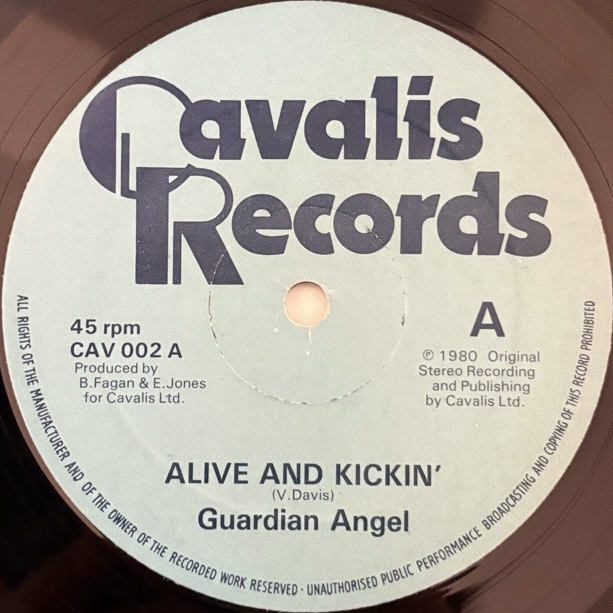 Cavalis
Records
45 rpm
CAV 002 A
Produced by
B.Fagan & E.Jones
for Cavalis Ltd.
A
℗ 1980 Original
Stereo Recording
and Publishing
by Cavalis Ltd.
ALIVE AND KICKIN'
(V.Davis)
Guardian Angel
ALL RIGHTS OF THE MANUFACTURER AND OF THE OWNER OF THE RECORDED WORK RESERVED · UNAUTHORISED PUBLIC PERFORMANCE BROADCASTING AND COPYING OF THIS RECORD PROHIBITED